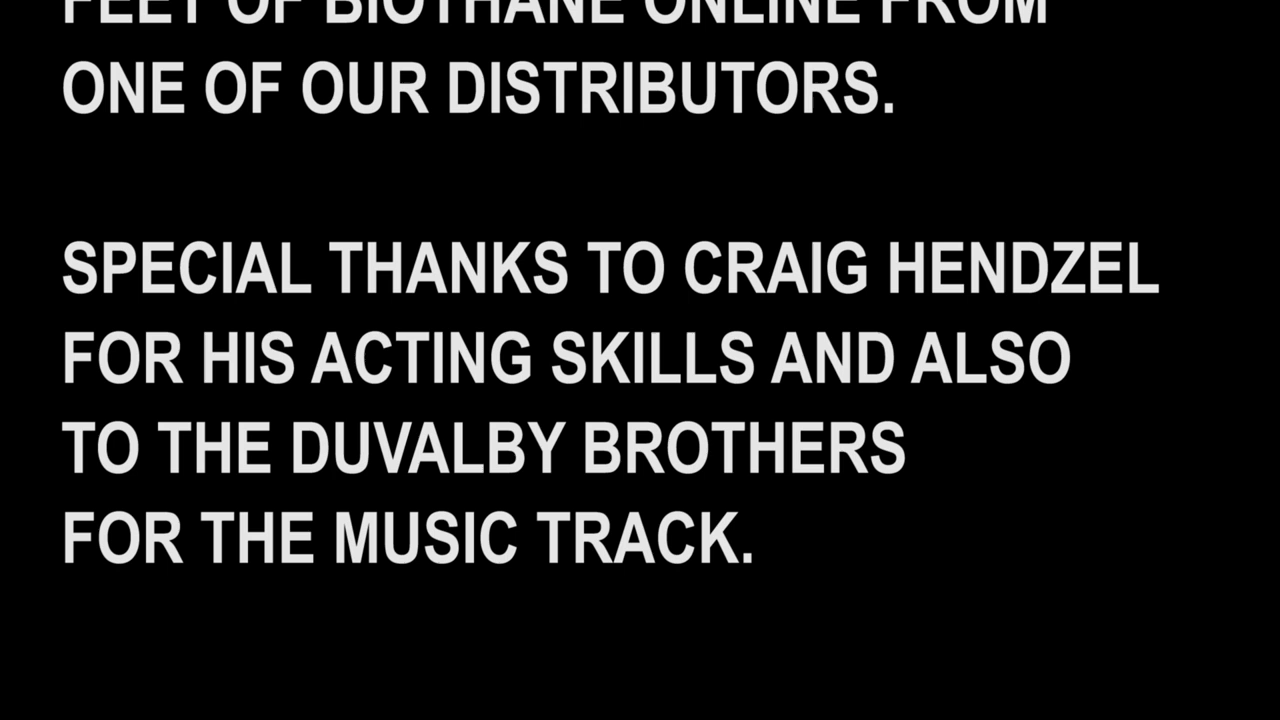 FEET OF BIOTHANE ONLINE FROM
ONE OF OUR DISTRIBUTORS.
SPECIAL THANKS TO CRAIG HENDZEL
FOR HIS ACTING SKILLS AND ALSO
TO THE DUVALBY BROTHERS
FOR THE MUSIC TRACK.